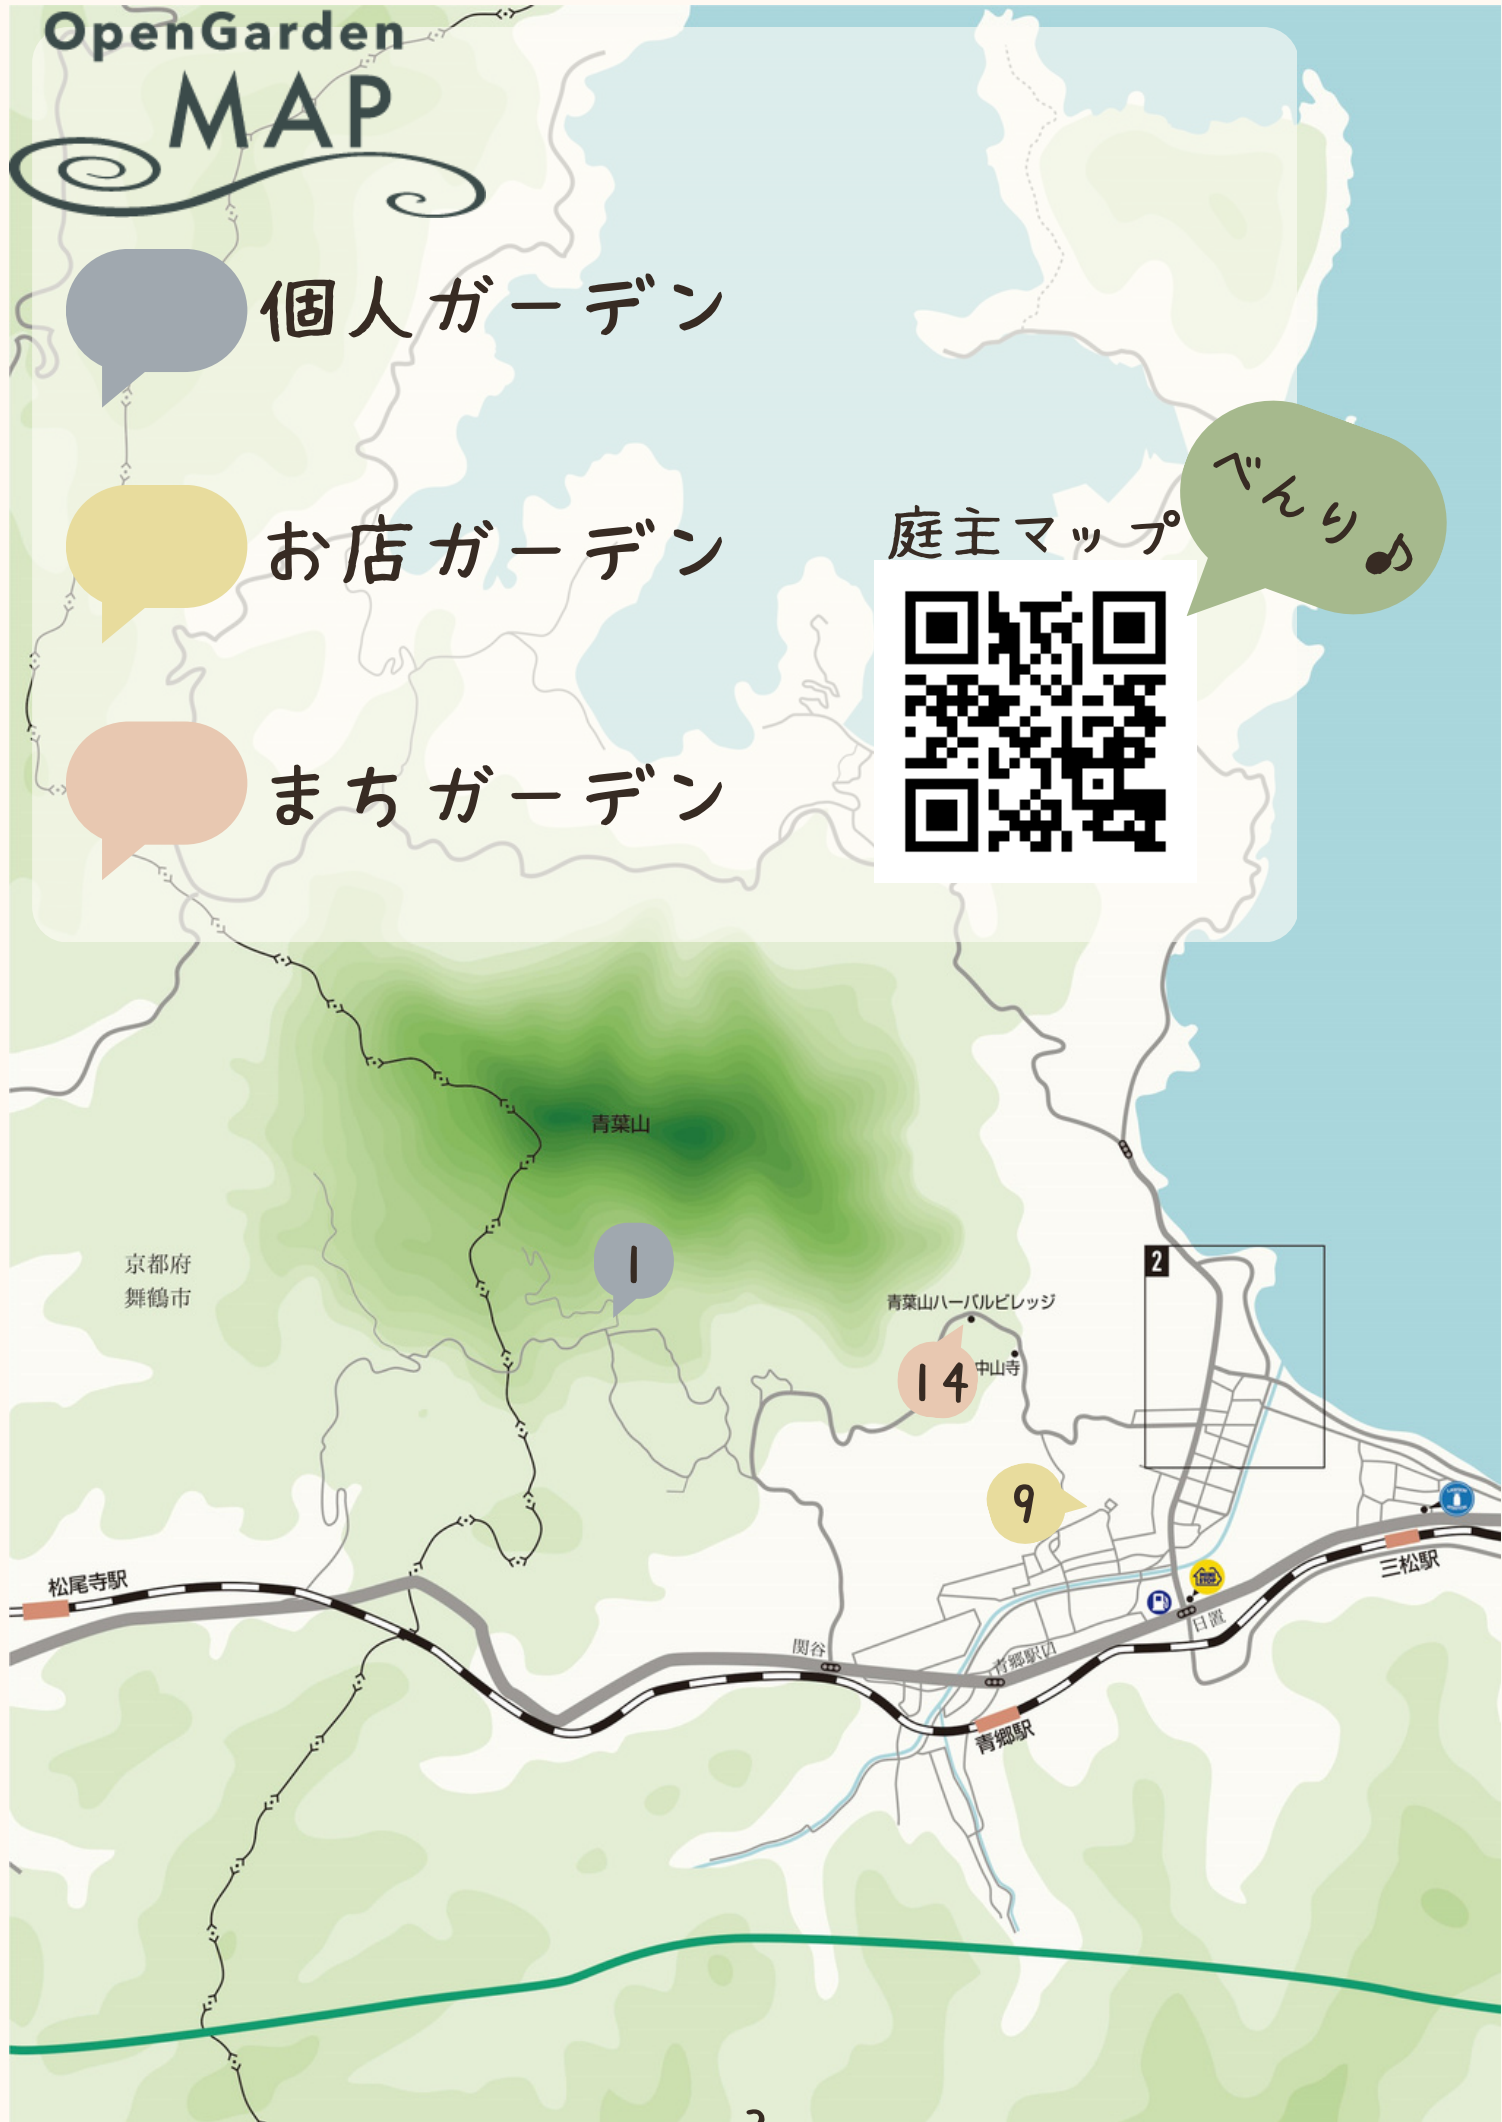 OpenGarden
MAP
個人ガーデン
お店ガーデン
まちガーデン
庭主マップ
べんり♪
青葉山
京都府
舞鶴市
1
2
青葉山ハーバルビレッジ
中山寺
14
9
松尾寺駅
三松駅
日置
関谷
青郷駅口
青郷駅